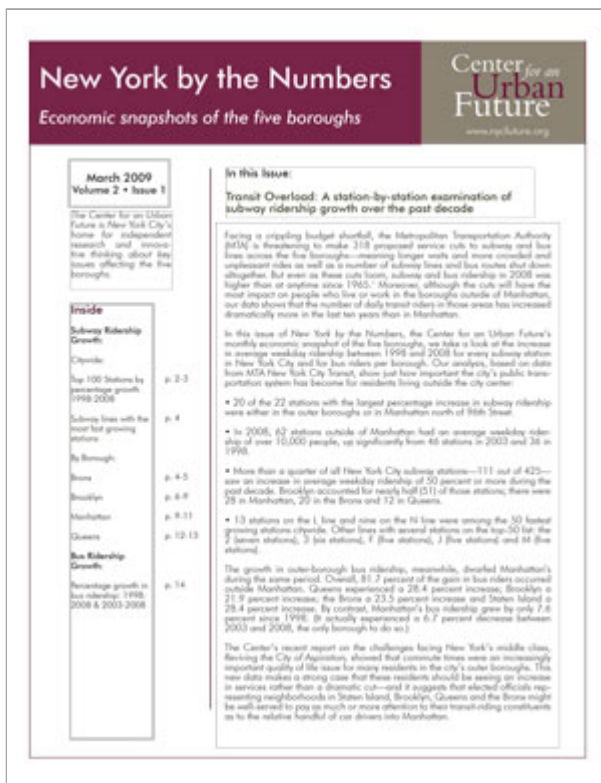 New York by the Numbers
Economic snapshots of the five boroughs
Center for an
Urban
Future
www.nycfuture.org
March 2009
Volume 2 • Issue 1
The Center for an Urban
Future is New York City's
home for independent
research and innova-
tive thinking about key
issues affecting the five
boroughs.
Inside
Subway Ridership
Growth:
Citywide:
Top 100 Stations by p. 2-3
percentage growth
1998-2008
Subway lines with the p. 4
most fast growing
stations
By Borough:
Bronx p. 4-5
Brooklyn p. 6-9
Manhattan p. 9-11
Queens p. 12-13
Bus Ridership
Growth:
Percentage growth in p. 14
bus ridership: 1998-
2008 & 2003-2008
In this Issue:
Transit Overload: A station-by-station examination of
subway ridership growth over the past decade
Facing a crippling budget shortfall, the Metropolitan Transportation Authority
(MTA) is threatening to make 318 proposed service cuts to subway and bus
lines across the five boroughs—meaning longer waits and more crowded and
unpleasant rides as well as a number of subway lines and bus routes shut down
altogether. But even as these cuts loom, subway and bus ridership in 2008 was
higher than at anytime since 1965.¹ Moreover, although the cuts will have the
most impact on people who live or work in the boroughs outside of Manhattan,
our data shows that the number of daily transit riders in those areas has increased
dramatically more in the last ten years than in Manhattan.
In this issue of New York by the Numbers, the Center for an Urban Future's
monthly economic snapshot of the five boroughs, we take a look at the increase
in average weekday ridership between 1998 and 2008 for every subway station
in New York City and for bus riders per borough. Our analysis, based on data
from MTA New York City Transit, show just how important the city's public trans-
portation system has become for residents living outside the city center:
• 20 of the 22 stations with the largest percentage increase in subway ridership
were either in the outer boroughs or in Manhattan north of 96th Street.
• In 2008, 62 stations outside of Manhattan had an average weekday rider-
ship of over 10,000 people, up significantly from 46 stations in 2003 and 36 in
1998.
• More than a quarter of all New York City subway stations—111 out of 425—
saw an increase in average weekday ridership of 50 percent or more during the
past decade. Brooklyn accounted for nearly half (51) of those stations; there were
28 in Manhattan, 20 in the Bronx and 12 in Queens.
• 13 stations on the L line and nine on the N line were among the 50 fastest
growing stations citywide. Other lines with several stations on the top-50 list: the
2 (seven stations), 3 (six stations), F (five stations), J (five stations) and M (five
stations).
The growth in outer-borough bus ridership, meanwhile, dwarfed Manhattan's
during the same period. Overall, 81.7 percent of the gain in bus riders occurred
outside Manhattan. Queens experienced a 28.4 percent increase; Brooklyn a
21.9 percent increase; the Bronx a 23.5 percent increase and Staten Island a
28.4 percent increase. By contrast, Manhattan's bus ridership grew by only 7.6
percent since 1998. (It actually experienced a 6.7 percent decrease between
2003 and 2008, the only borough to do so.)
The Center's recent report on the challenges facing New York's middle class,
Reviving the City of Aspiration, showed that commute times were an increasingly
important quality of life issue for many residents in the city's outer boroughs. This
new data makes a strong case that these residents should be seeing an increase
in services rather than a dramatic cut—and it suggests that elected officials rep-
resenting neighborhoods in Staten Island, Brooklyn, Queens and the Bronx might
be well-served to pay as much or more attention to their transit-riding constituents
as to the relative handful of car drivers into Manhattan.